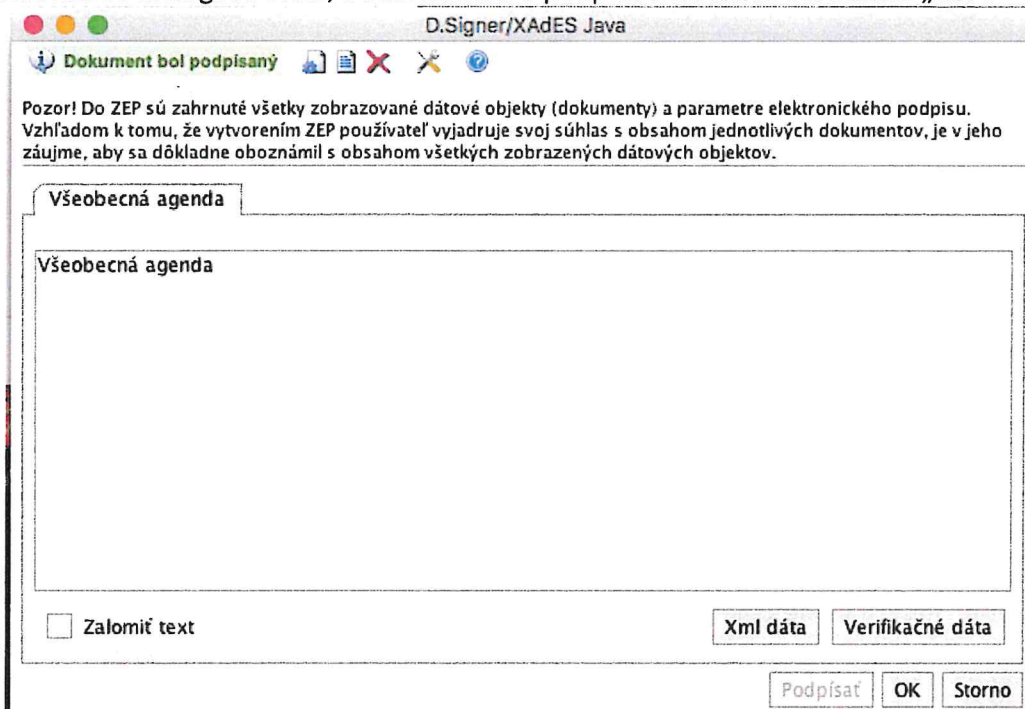 D.Signer/XAdES Java
Dokument bol podpísaný
Pozor! Do ZEP sú zahrnuté všetky zobrazované dátové objekty (dokumenty) a parametre elektronického podpisu.
Vzhľadom k tomu, že vytvorením ZEP používateľ vyjadruje svoj súhlas s obsahom jednotlivých dokumentov, je v jeho
záujme, aby sa dôkladne oboznámil s obsahom všetkých zobrazených dátových objektov.
Všeobecná agenda
Všeobecná agenda
Zalomiť text
Xml dáta
Verifikačné dáta
Podpísať
OK
Storno